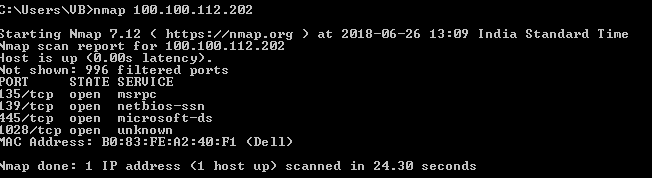 C:\Users\VB>nmap 100.100.112.202
Starting Nmap 7.12 ( https://nmap.org ) at 2018-06-26 13:09 India Standard Time
Nmap scan report for 100.100.112.202
Host is up (0.00s latency).
Not shown: 996 filtered ports
PORT     STATE SERVICE
135/tcp  open  msrpc
139/tcp  open  netbios-ssn
445/tcp  open  microsoft-ds
1028/tcp open  unknown
MAC Address: B0:83:FE:A2:40:F1 (Dell)
Nmap done: 1 IP address (1 host up) scanned in 24.30 seconds